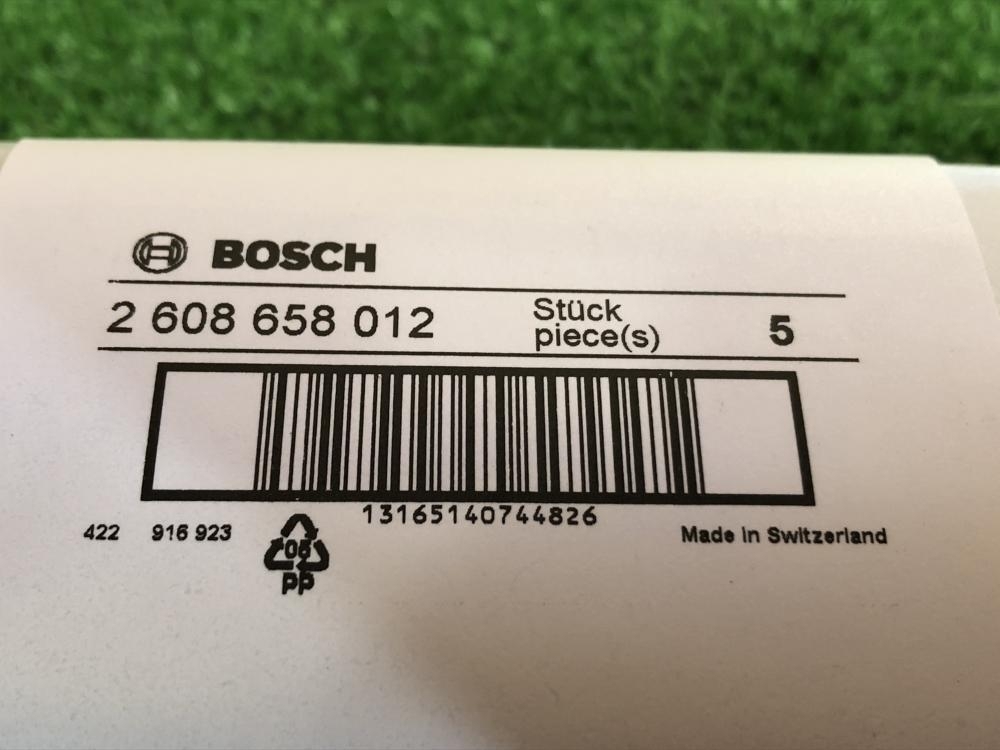 BOSCH
2 608 658 012
Stück
piece(s)
5
13165140744826
422 916 923
05
PP
Made in Switzerland